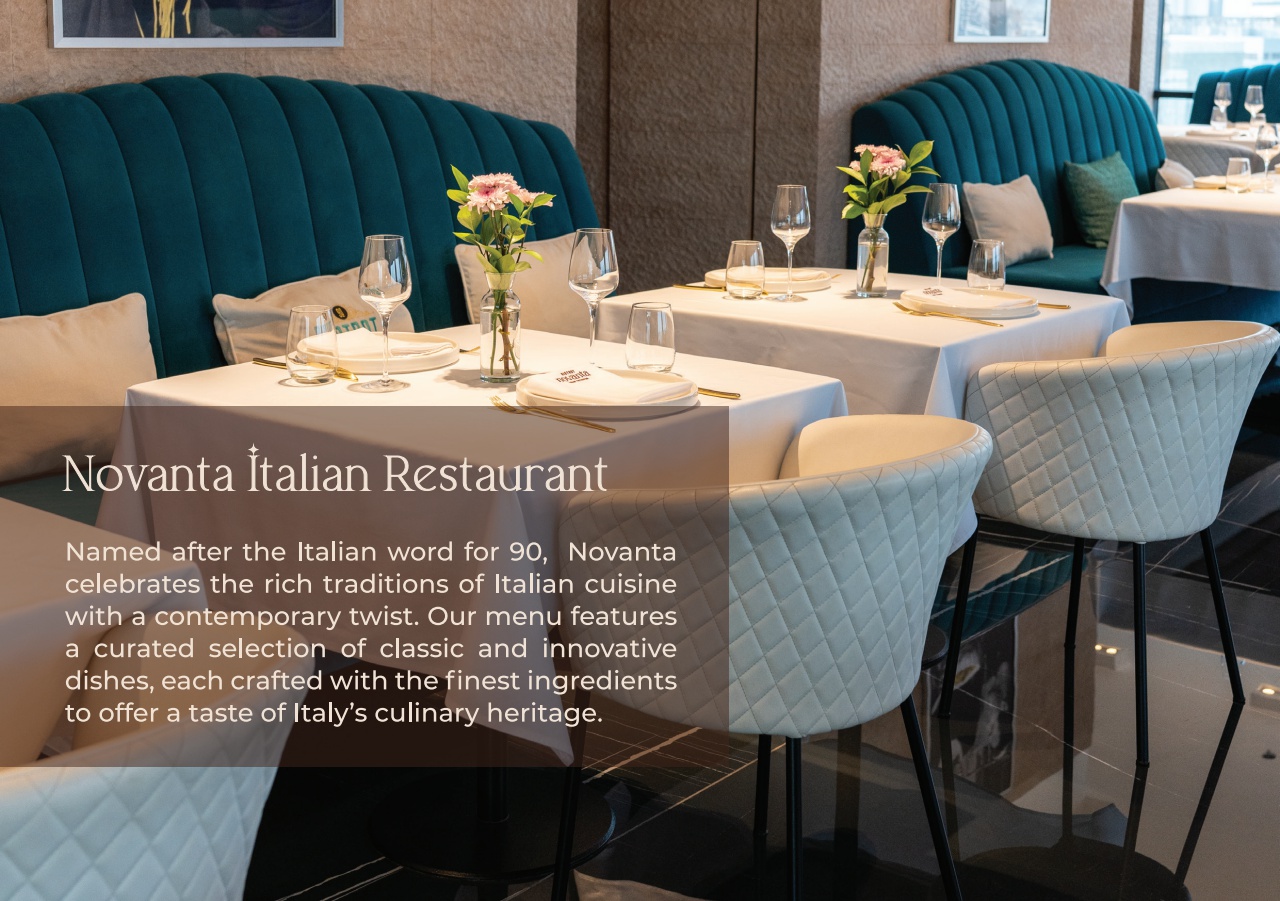 Novanta Italian Restaurant
Named after the Italian word for 90, Novanta
celebrates the rich traditions of Italian cuisine
with a contemporary twist. Our menu features
a curated selection of classic and innovative
dishes, each crafted with the finest ingredients
to offer a taste of Italy's culinary heritage.